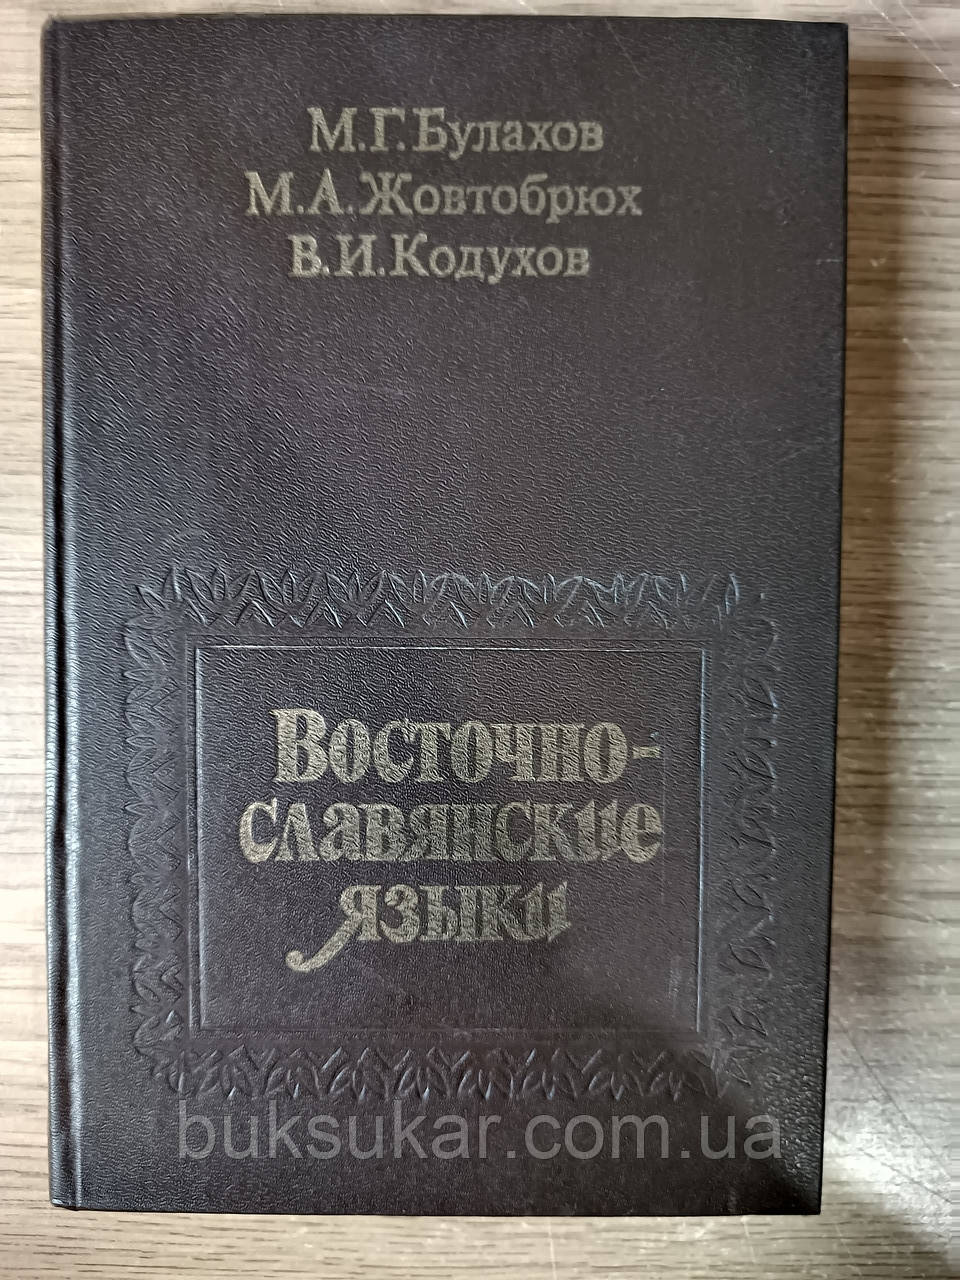 М.Г.Булахов
М.А.Жовтобрюх
В.И.Кодухов
Восточно-
славянские
языки
buksukar.com.ua